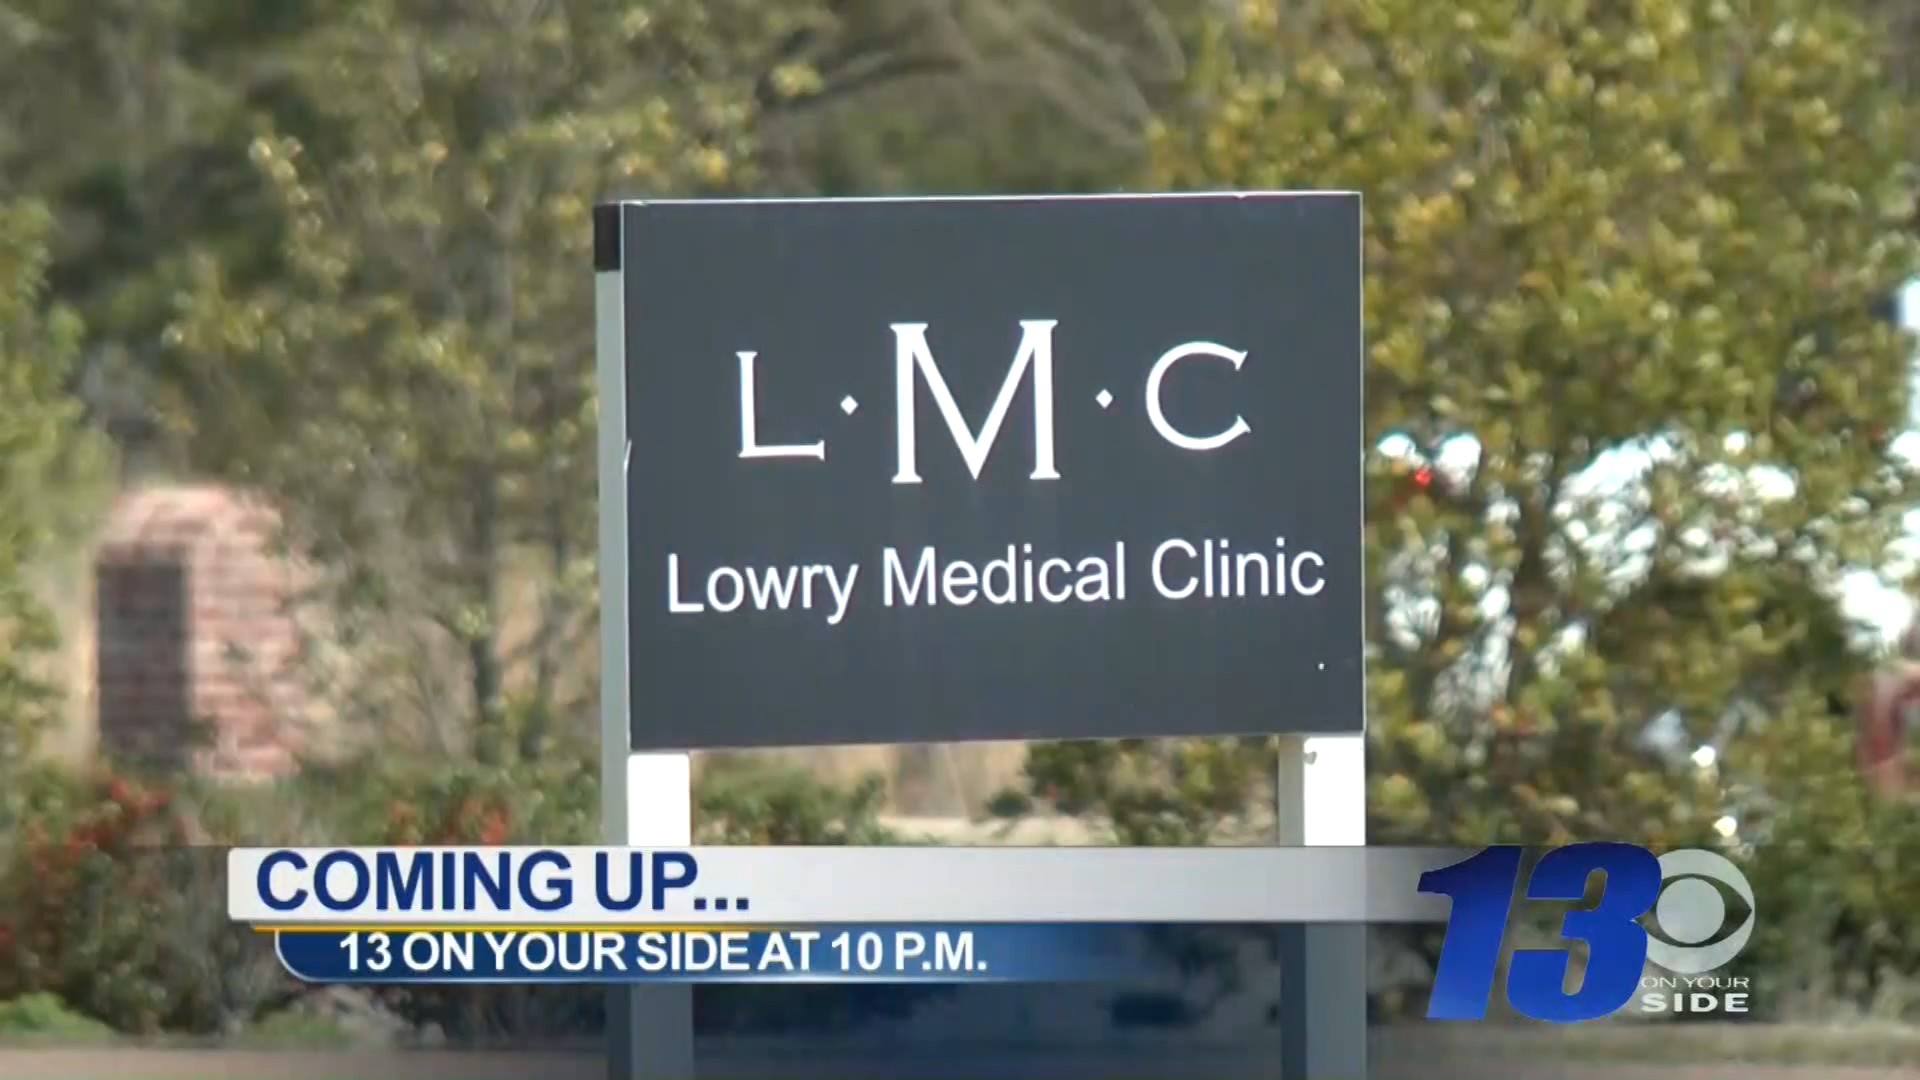 L·M·C
Lowry Medical Clinic
COMING UP...
13 ON YOUR SIDE AT 10 P.M.
13
ON YOUR
SIDE